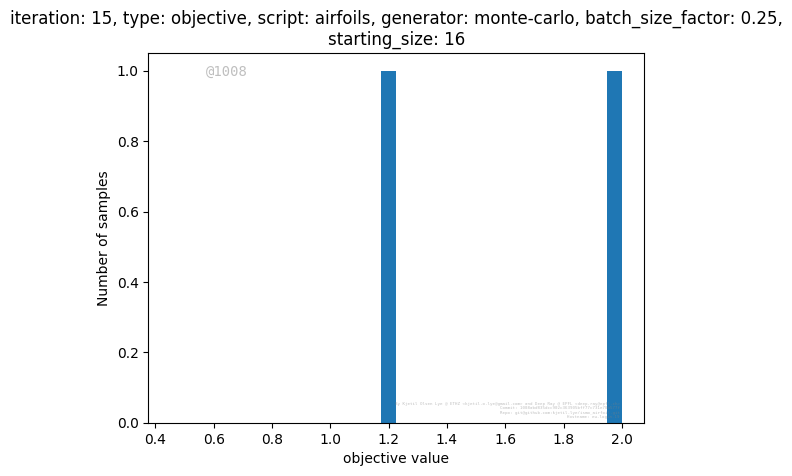 iteration: 15, type: objective, script: airfoils, generator: monte-carlo, batch_size_factor: 0.25,
starting_size: 16
@1008
1.0
0.8
0.6
0.4
0.2
0.0
Number of samples
0.4 0.6 0.8 1.0 1.2 1.4 1.6 1.8 2.0
objective value